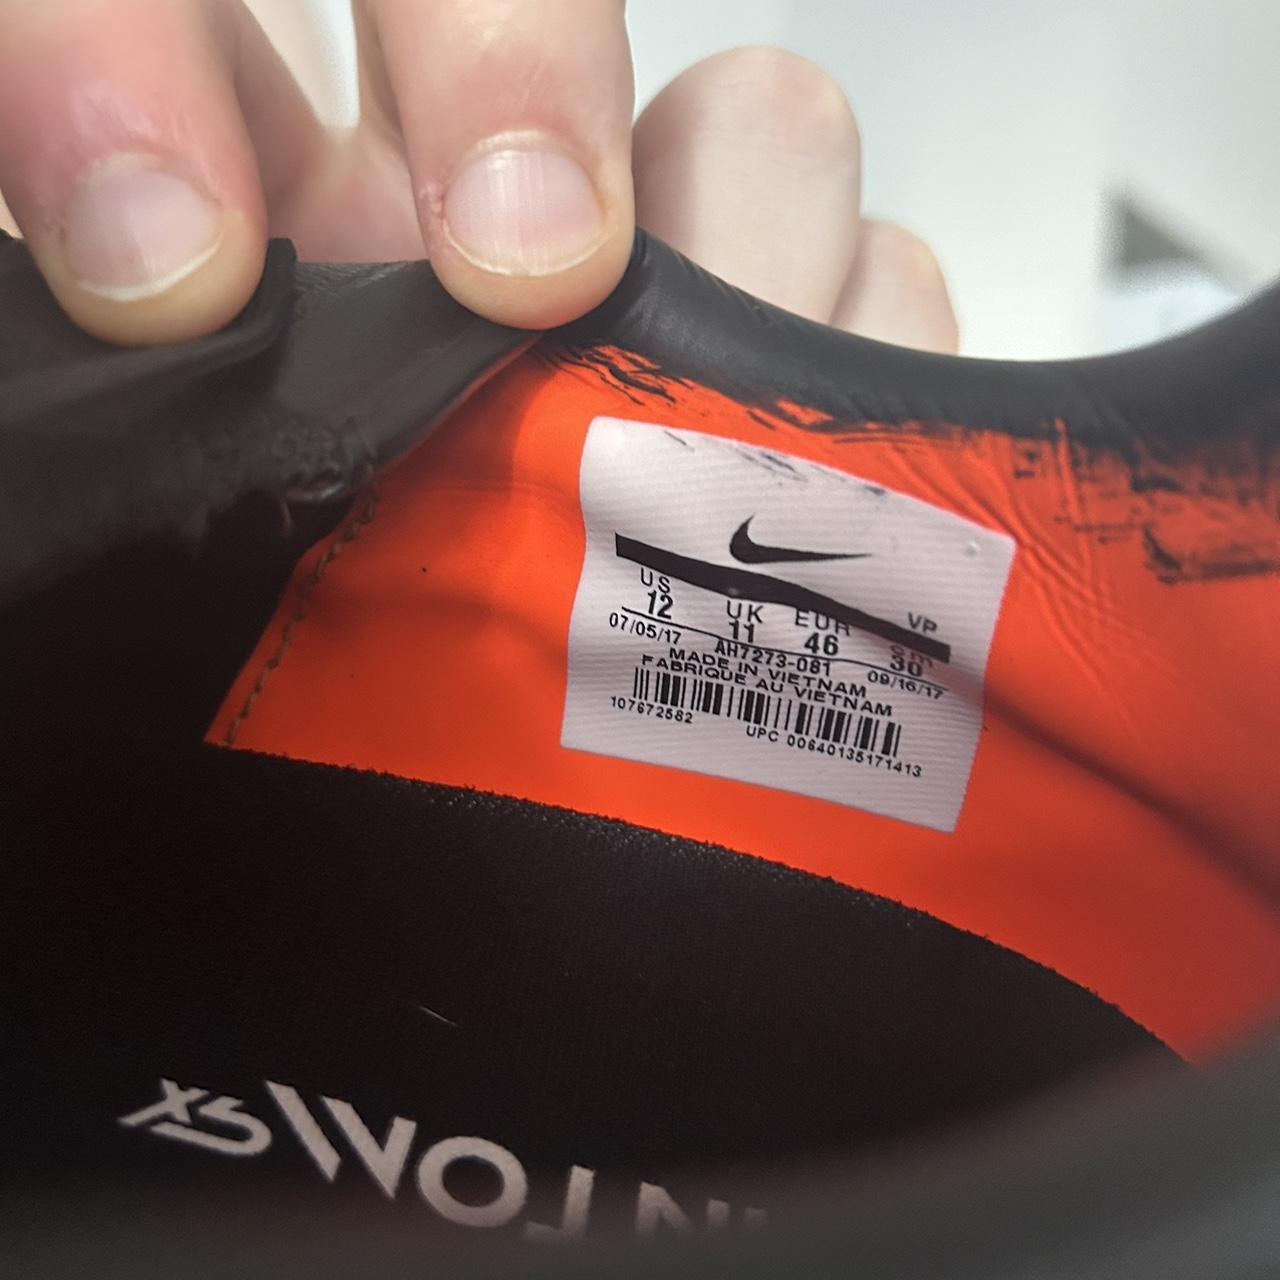 US UK EUR cm VP
12 11 46 30
07/05/17 AH7273-081 09/16/17
MADE IN VIETNAM
FABRIQUE AU VIETNAM
107672582
UPC 00640135171413